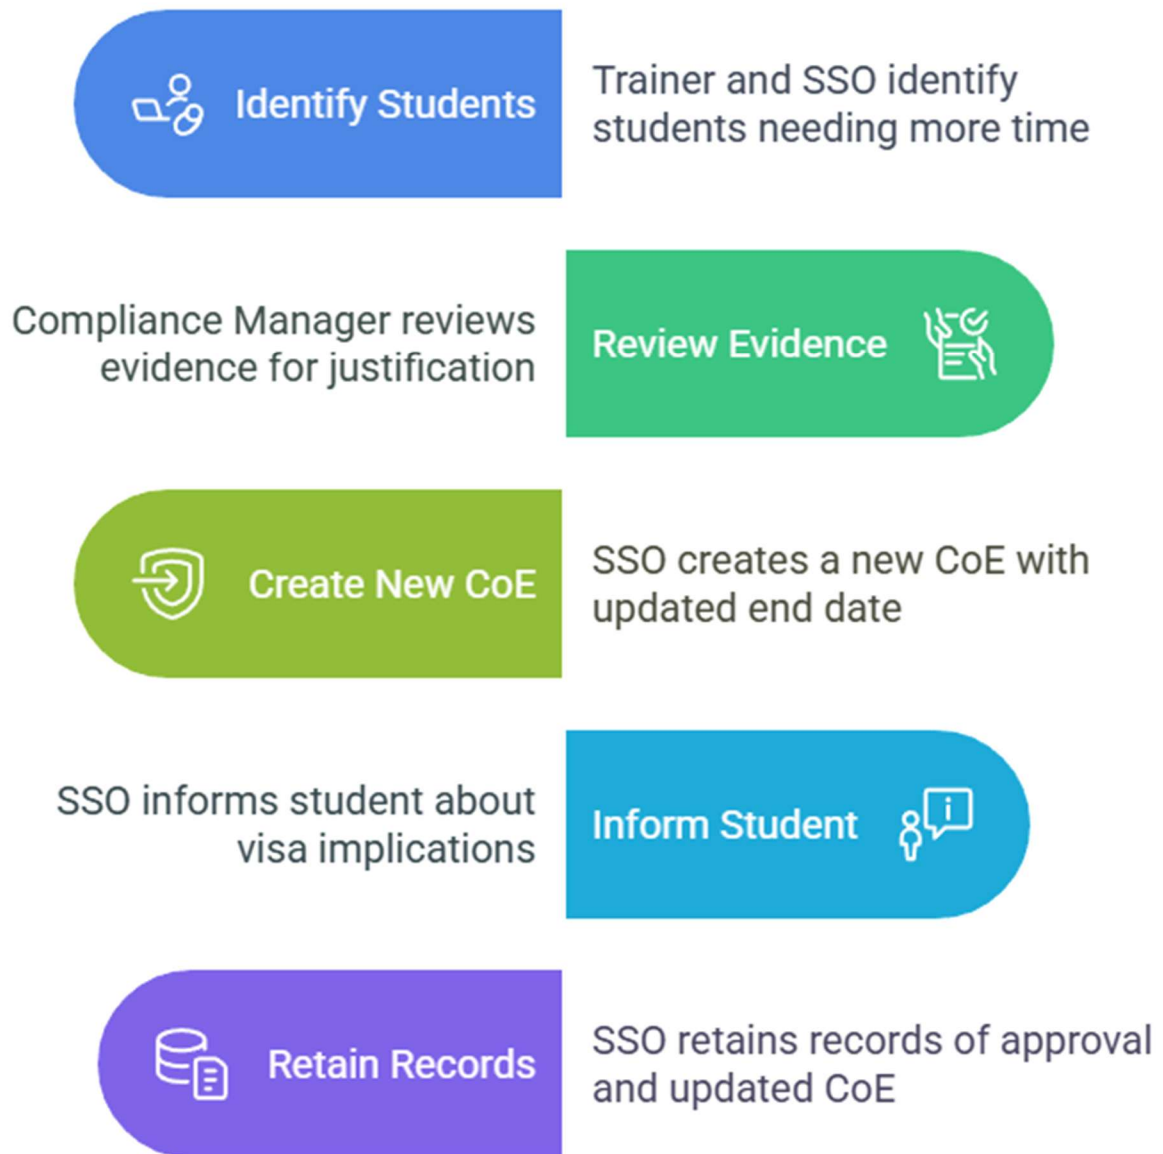 Identify Students
Trainer and SSO identify
students needing more time
Compliance Manager reviews
evidence for justification
Review Evidence
Create New CoE
SSO creates a new CoE with
updated end date
SSO informs student about
visa implications
Inform Student
Retain Records
SSO retains records of approval
and updated CoE